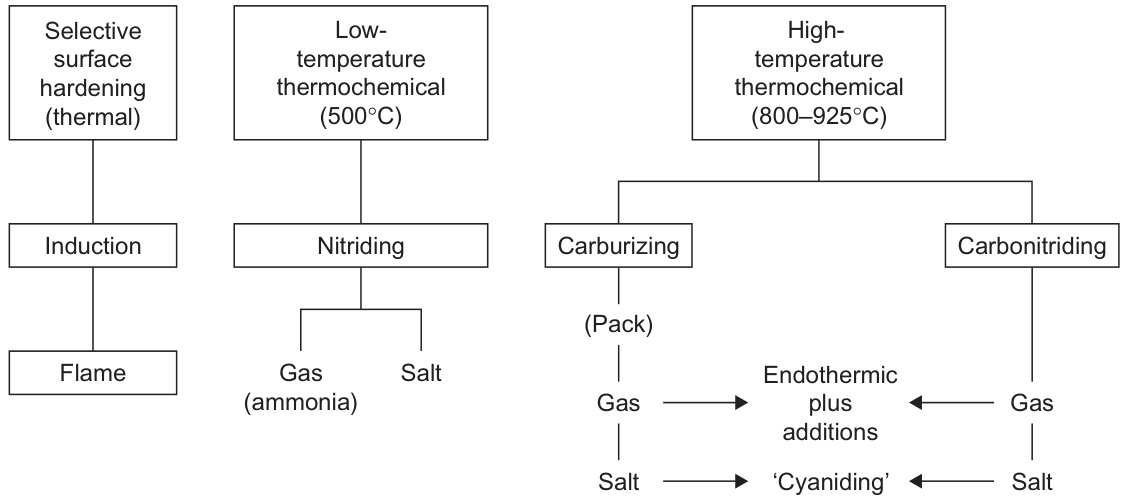 Selective
surface
hardening
(thermal)
Low-
temperature
thermochemical
(500°C)
High-
temperature
thermochemical
(800–925°C)
Induction
Nitriding
Carburizing
Carbonitriding
(Pack)
Flame
Gas
(ammonia)
Salt
Endothermic
plus
additions
Gas
Gas
Salt
‘Cyaniding’
Salt